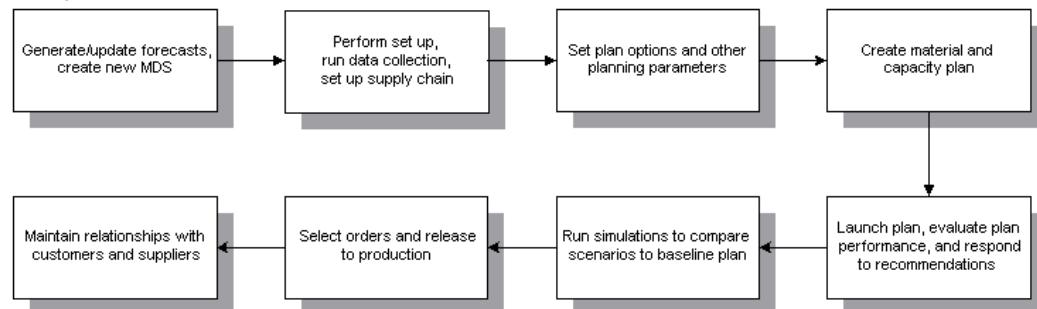 Generate/update forecasts,
create new MDS
Perform set up,
run data collection,
set up supply chain
Set plan options and other
planning parameters
Create material and
capacity plan
Launch plan, evaluate plan
performance, and respond
to recommendations
Run simulations to compare
scenarios to baseline plan
Select orders and release
to production
Maintain relationships with
customers and suppliers